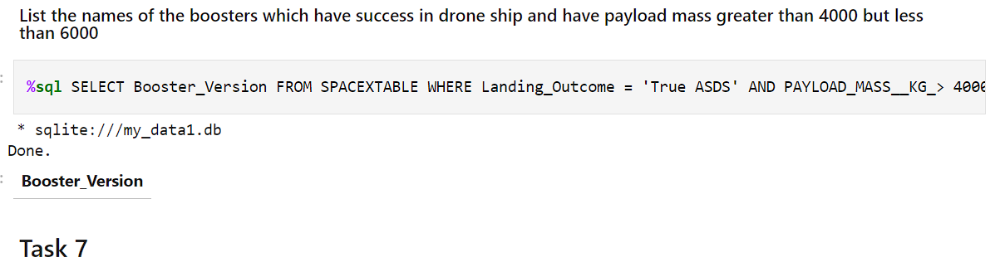 List the names of the boosters which have success in drone ship and have payload mass greater than 4000 but less
than 6000
: %sql SELECT Booster_Version FROM SPACEXTABLE WHERE Landing_Outcome = 'True ASDS' AND PAYLOAD_MASS__KG_> 4000
* sqlite:///my_data1.db
Done.
: Booster_Version
Task 7